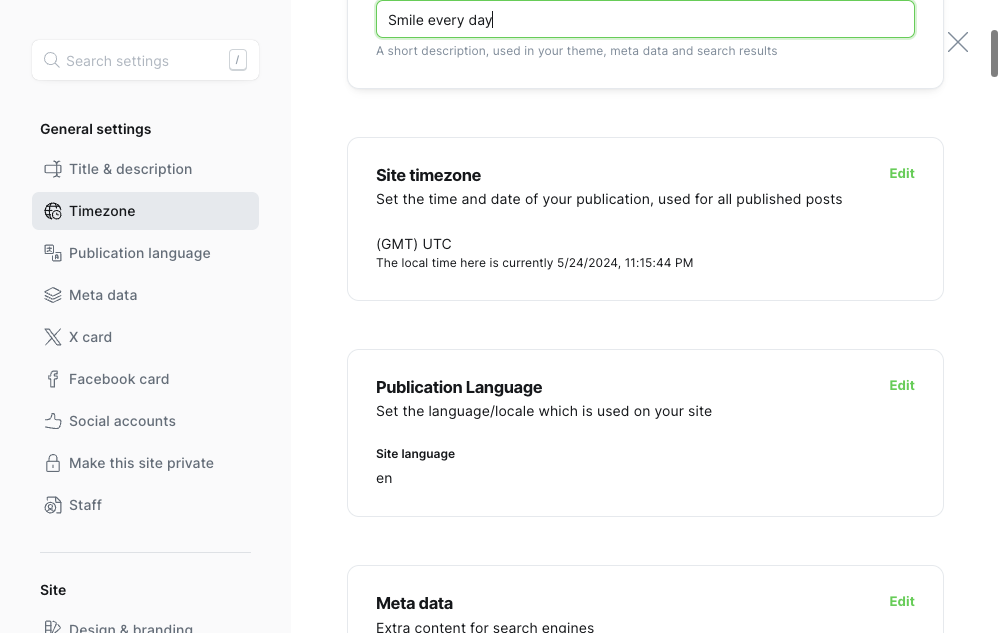 Smile every day
A short description, used in your theme, meta data and search results
Search settings /
General settings
Title & description
Timezone
Publication language
Meta data
X card
Facebook card
Social accounts
Make this site private
Staff
Site
Design & branding
Site timezone
Edit
Set the time and date of your publication, used for all published posts
(GMT) UTC
The local time here is currently 5/24/2024, 11:15:44 PM
Publication Language
Edit
Set the language/locale which is used on your site
Site language
en
Meta data
Edit
Extra content for search engines